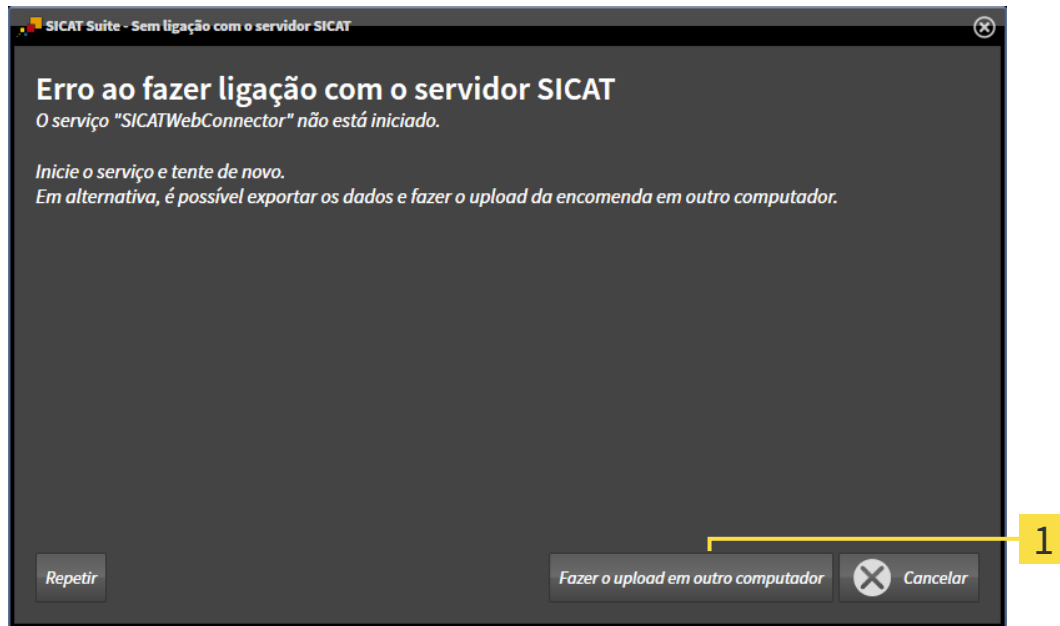 SICAT Suite - Sem ligação com o servidor SICAT
Erro ao fazer ligação com o servidor SICAT
O serviço "SICATWebConnector" não está iniciado.
Inicie o serviço e tente de novo.
Em alternativa, é possível exportar os dados e fazer o upload da encomenda em outro computador.
1
Repetir
Fazer o upload em outro computador
Cancelar